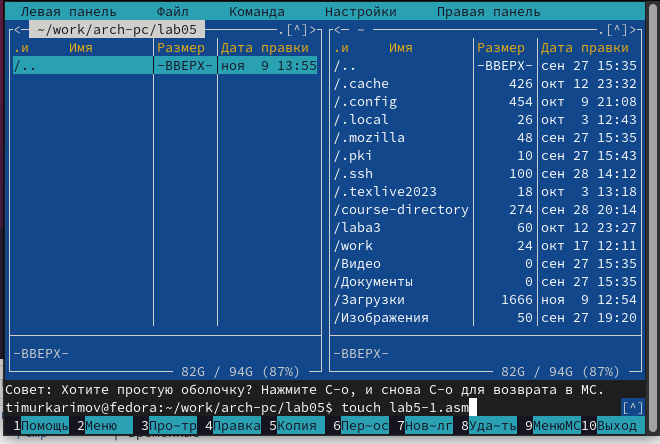 Левая панель Файл Команда Настройки Правая панель
<─ ~/work/arch-pc/lab05 ─.[^]> <─ ~ ─.[^]>
.и Имя Размер Дата правки .и Имя Размер Дата правки
/.. -ВВЕРХ- ноя 9 13:55 /.. -ВВЕРХ- сен 27 15:35
/.cache 426 окт 12 23:32
/.config 454 окт 9 21:08
/.local 26 окт 3 12:43
/.mozilla 48 сен 27 15:35
/.pki 10 сен 27 15:43
/.ssh 100 сен 28 14:12
/.texlive2023 18 окт 3 13:18
/course-directory 274 сен 28 20:14
/laba3 60 окт 12 23:27
/work 24 окт 17 12:11
/Видео 0 сен 27 15:35
/Документы 0 сен 27 15:35
/Загрузки 1666 ноя 9 12:54
/Изображения 50 сен 27 19:20
-ВВЕРХ- -ВВЕРХ-
82G / 94G (87%) 82G / 94G (87%)
Совет: Хотите простую оболочку? Нажмите C-o, и снова C-o для возврата в MC.
timurkarimov@fedora:~/work/arch-pc/lab05$ touch lab5-1.asm [^]
1Помощь 2Меню 3Про~тр 4Правка 5Копия 6Пер~ос 7Нов~лг 8Уда~ть 9МенюMC 10Выход